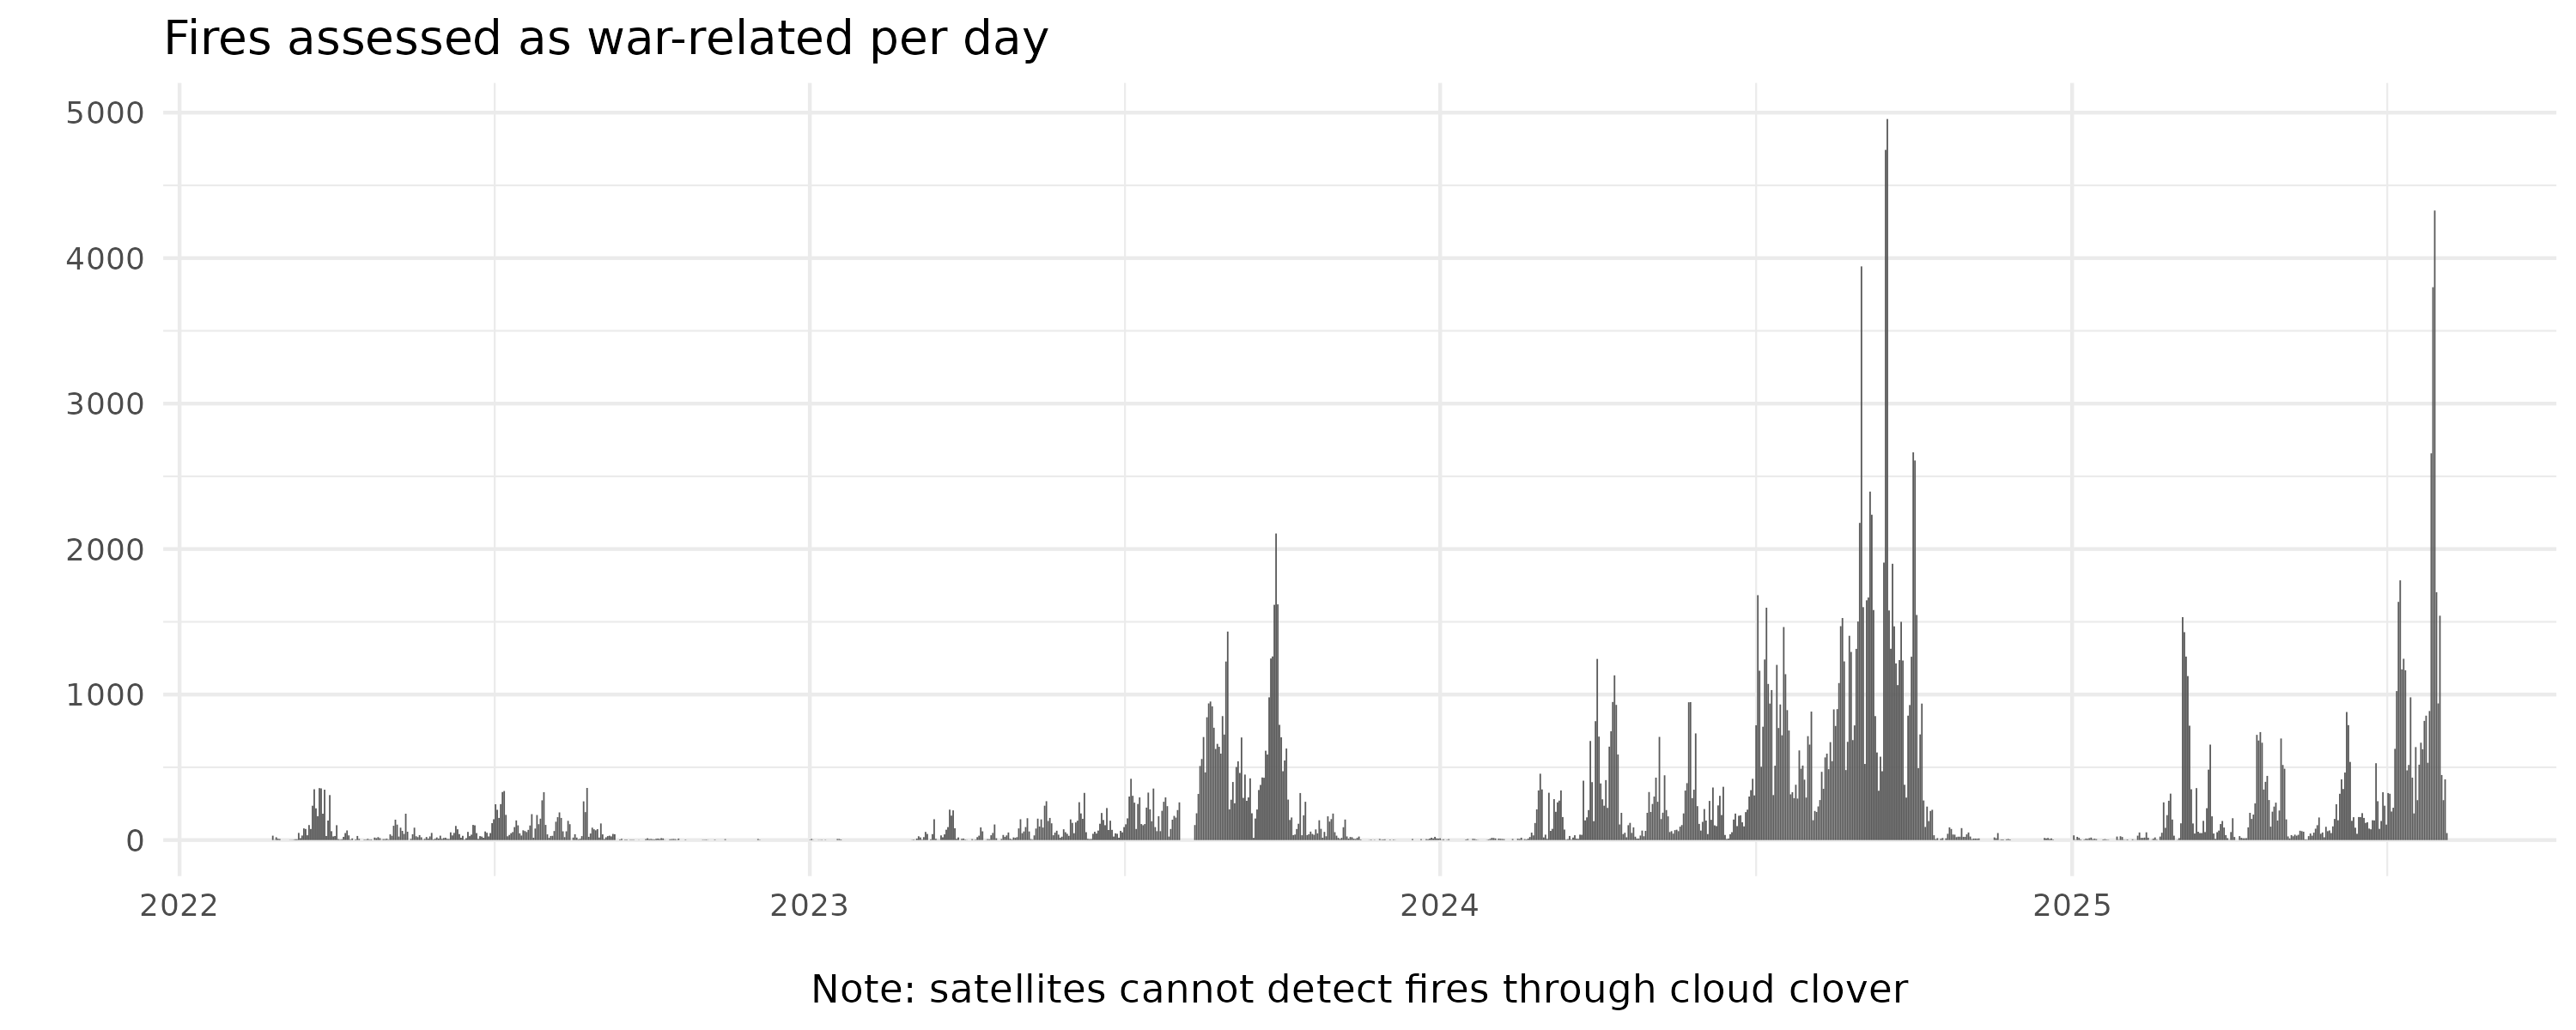 Fires assessed as war-related per day
5000
4000
3000
2000
1000
0
2022 2023 2024 2025
Note: satellites cannot detect fires through cloud clover